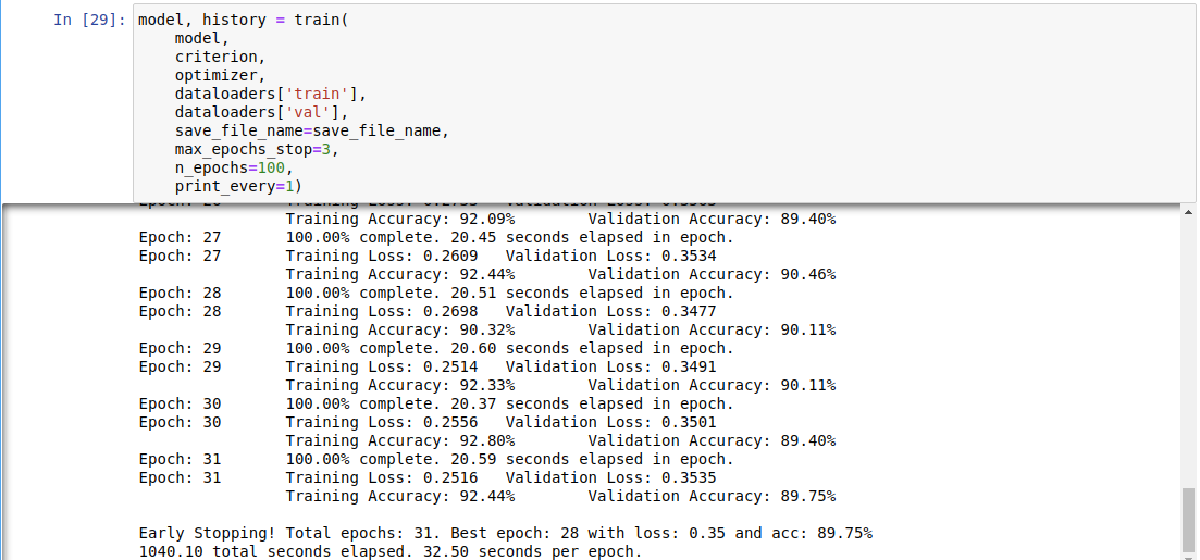 In [29]: model, history = train(
model,
criterion,
optimizer,
dataloaders['train'],
dataloaders['val'],
save_file_name=save_file_name,
max_epochs_stop=3,
n_epochs=100,
print_every=1)
Training Accuracy: 92.09% Validation Accuracy: 89.40%
Epoch: 27 100.00% complete. 20.45 seconds elapsed in epoch.
Epoch: 27 Training Loss: 0.2609 Validation Loss: 0.3534
Training Accuracy: 92.44% Validation Accuracy: 90.46%
Epoch: 28 100.00% complete. 20.51 seconds elapsed in epoch.
Epoch: 28 Training Loss: 0.2698 Validation Loss: 0.3477
Training Accuracy: 90.32% Validation Accuracy: 90.11%
Epoch: 29 100.00% complete. 20.60 seconds elapsed in epoch.
Epoch: 29 Training Loss: 0.2514 Validation Loss: 0.3491
Training Accuracy: 92.33% Validation Accuracy: 90.11%
Epoch: 30 100.00% complete. 20.37 seconds elapsed in epoch.
Epoch: 30 Training Loss: 0.2556 Validation Loss: 0.3501
Training Accuracy: 92.80% Validation Accuracy: 89.40%
Epoch: 31 100.00% complete. 20.59 seconds elapsed in epoch.
Epoch: 31 Training Loss: 0.2516 Validation Loss: 0.3535
Training Accuracy: 92.44% Validation Accuracy: 89.75%
Early Stopping! Total epochs: 31. Best epoch: 28 with loss: 0.35 and acc: 89.75%
1040.10 total seconds elapsed. 32.50 seconds per epoch.